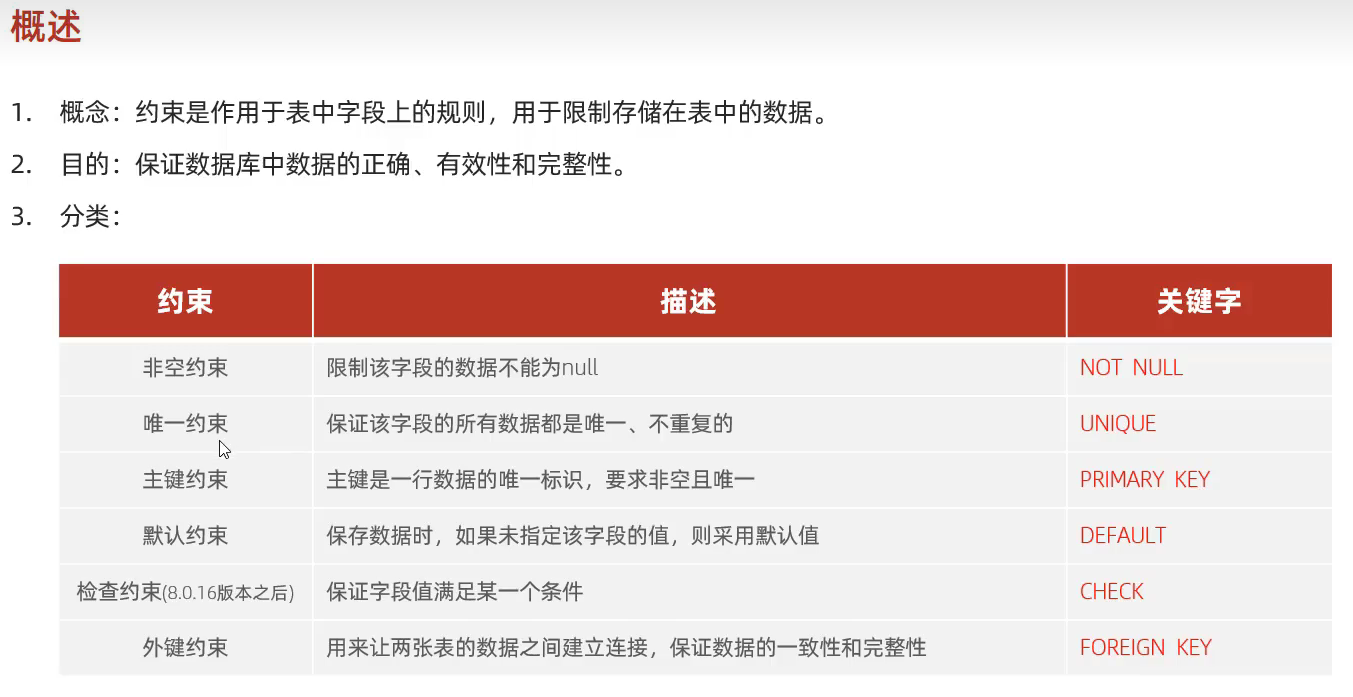 概述
1. 概念：约束是作用于表中字段上的规则，用于限制存储在表中的数据。
2. 目的：保证数据库中数据的正确、有效性和完整性。
3. 分类：
约束 描述 关键字
非空约束 限制该字段的数据不能为null NOT NULL
唯一约束 保证该字段的所有数据都是唯一、不重复的 UNIQUE
主键约束 主键是一行数据的唯一标识，要求非空且唯一 PRIMARY KEY
默认约束 保存数据时，如果未指定该字段的值，则采用默认值 DEFAULT
检查约束(8.0.16版本之后) 保证字段值满足某一个条件 CHECK
外键约束 用来让两张表的数据之间建立连接，保证数据的一致性和完整性 FOREIGN KEY